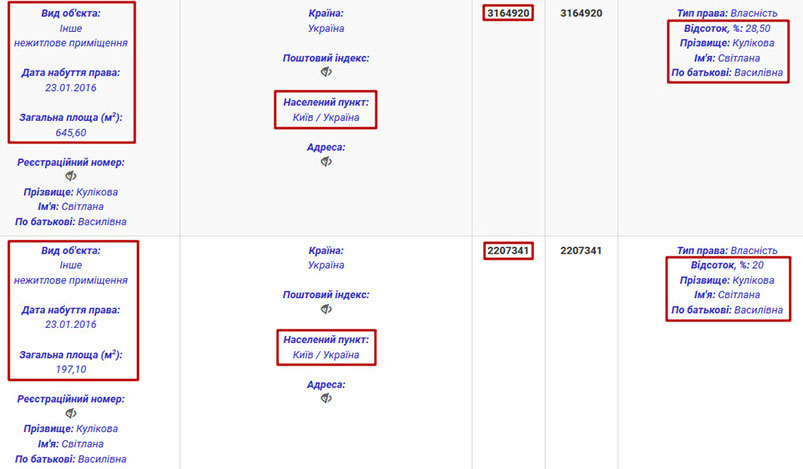 Вид об'єкта:
Інше
нежитлове приміщення
Дата набуття права:
23.01.2016
Загальна площа (м²):
645,60
Реєстраційний номер:
Прізвище: Кулікова
Ім'я: Світлана
По батькові: Василівна
Країна:
Україна
Поштовий індекс:
Населений пункт:
Київ / Україна
Адреса:
3164920
3164920
Тип права: Власність
Відсоток, %: 28,50
Прізвище: Кулікова
Ім'я: Світлана
По батькові: Василівна
Вид об'єкта:
Інше
нежитлове приміщення
Дата набуття права:
23.01.2016
Загальна площа (м²):
197,10
Реєстраційний номер:
Прізвище: Кулікова
Ім'я: Світлана
По батькові: Василівна
Країна:
Україна
Поштовий індекс:
Населений пункт:
Київ / Україна
Адреса:
2207341
2207341
Тип права: Власність
Відсоток, %: 20
Прізвище: Кулікова
Ім'я: Світлана
По батькові: Василівна